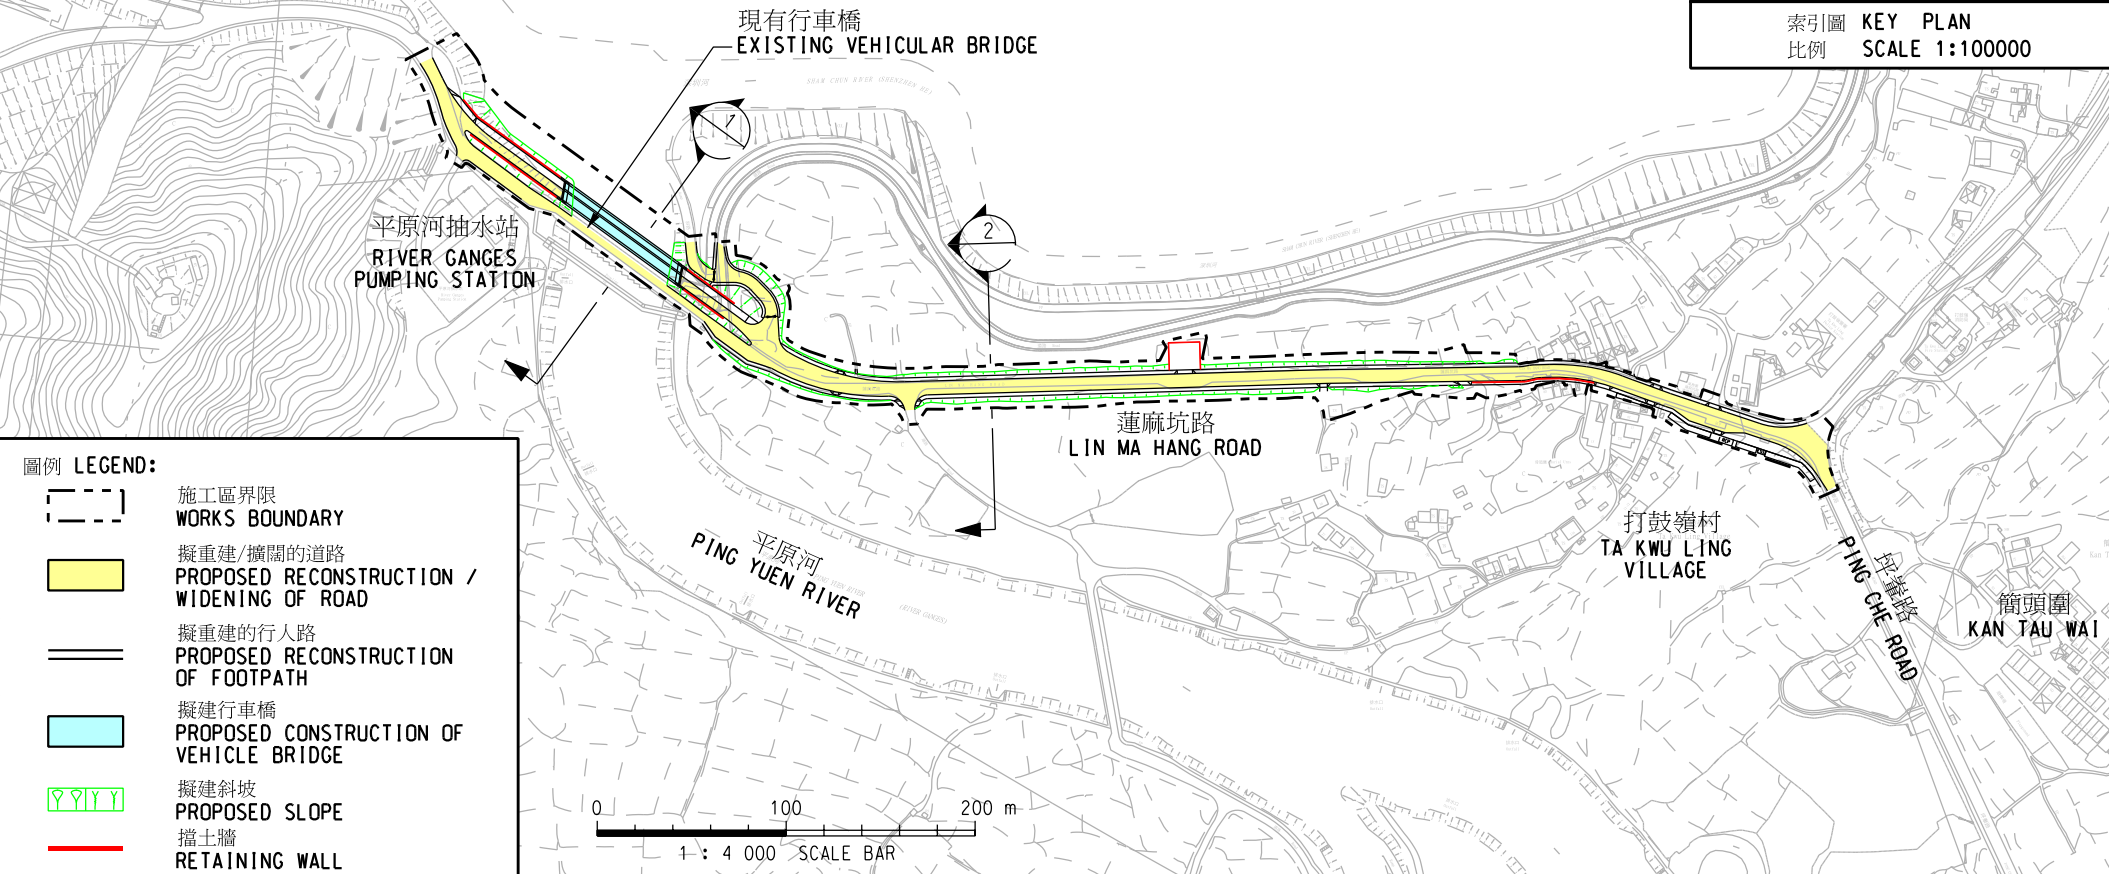 現有行車橋
EXISTING VEHICULAR BRIDGE
索引圖 KEY PLAN
比例 SCALE 1:100000
SHAM CHUN RIVER (SHENZHEN HE)
1
2
平原河抽水站
RIVER GANGES
PUMPING STATION
蓮麻坑路
LIN MA HANG ROAD
平原河
PING YUEN RIVER
打鼓嶺村
TA KWU LING
VILLAGE
坪輋路
PING CHE ROAD
簡頭圍
KAN TAU WAI
圖例 LEGEND:
施工區界限
WORKS BOUNDARY
擬重建/擴闊的道路
PROPOSED RECONSTRUCTION /
WIDENING OF ROAD
擬重建的行人路
PROPOSED RECONSTRUCTION
OF FOOTPATH
擬建行車橋
PROPOSED CONSTRUCTION OF
VEHICLE BRIDGE
擬建斜坡
PROPOSED SLOPE
擋土牆
RETAINING WALL
0 100 200 m
1 : 4 000 SCALE BAR